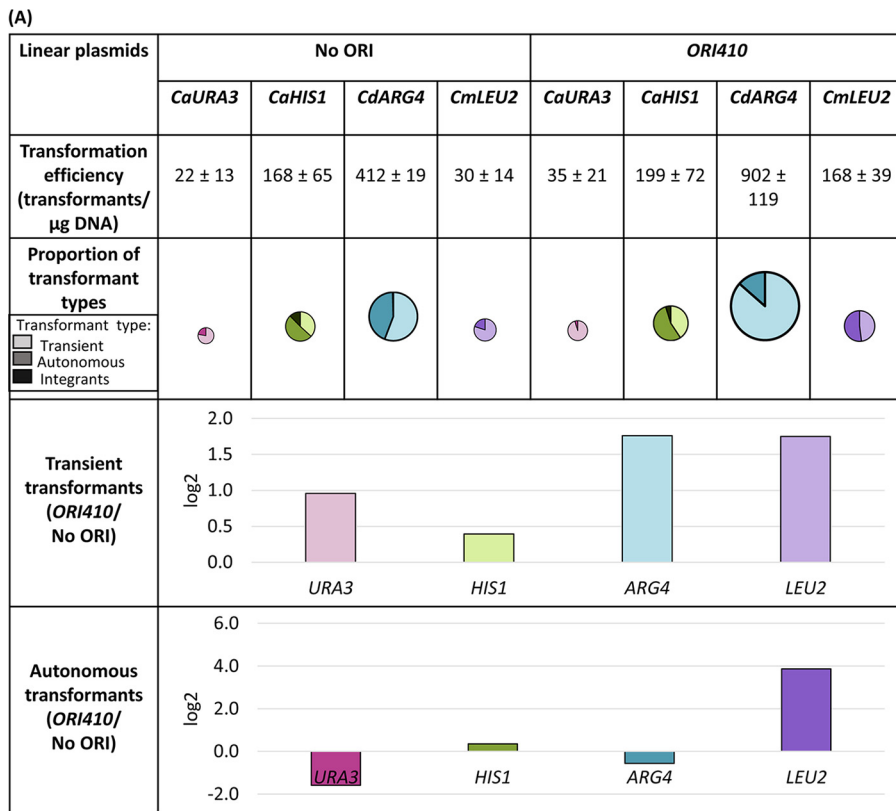 (A)
Linear plasmids
No ORI
ORI410
CaURA3 CaHIS1 CdARG4 CmLEU2 CaURA3 CaHIS1 CdARG4 CmLEU2
Transformation
efficiency
(transformants/
µg DNA)
22 ± 13 168 ± 65 412 ± 19 30 ± 14 35 ± 21 199 ± 72 902 ±
119 168 ± 39
Proportion of
transformant
types
Transformant type:
Transient
Autonomous
Integrants
Transient
transformants
(ORI410/
No ORI)
log2
2.0
1.5
1.0
0.5
0.0
URA3 HIS1 ARG4 LEU2
Autonomous
transformants
(ORI410/
No ORI)
log2
6.0
4.0
2.0
0.0
-2.0
URA3 HIS1 ARG4 LEU2